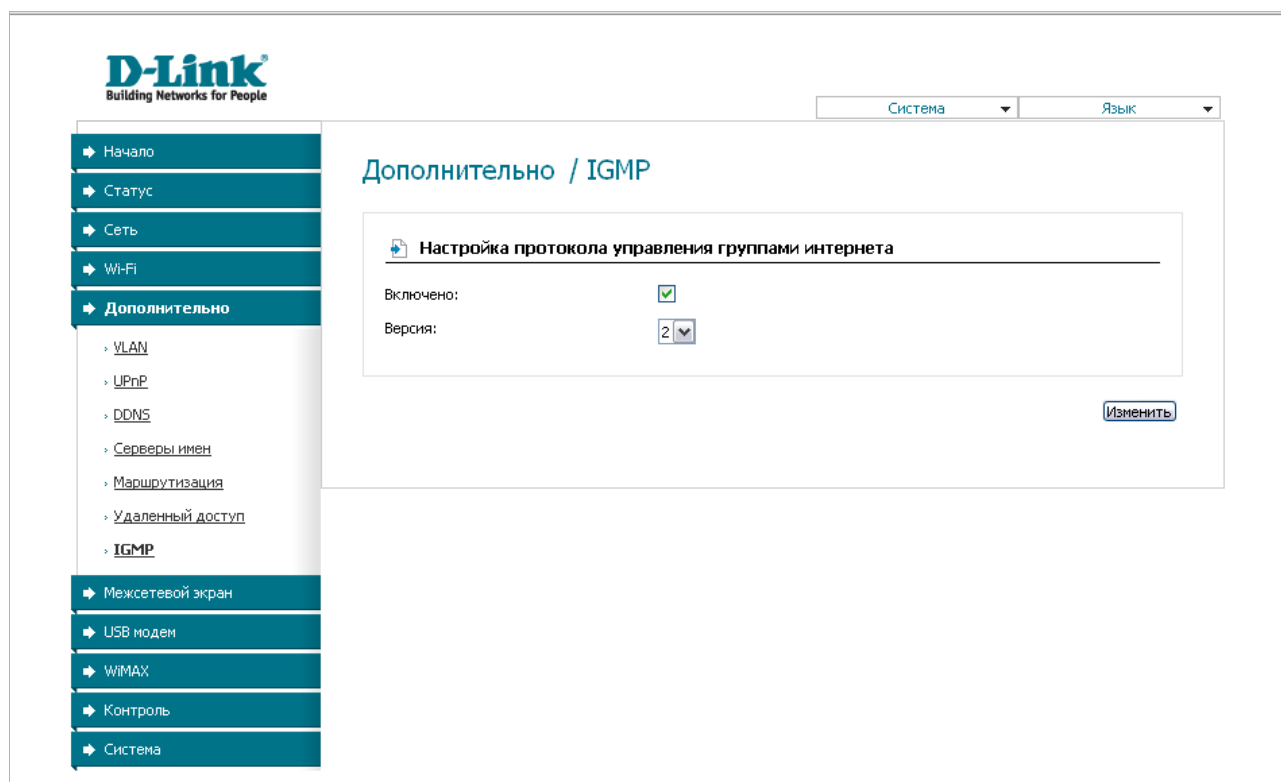 D-Link
Building Networks for People
Система
Язык
Начало
Статус
Сеть
Wi-Fi
Дополнительно
VLAN
UPnP
DDNS
Серверы имен
Маршрутизация
Удаленный доступ
IGMP
Межсетевой экран
USB модем
WiMAX
Контроль
Система
Дополнительно / IGMP
Настройка протокола управления группами интернета
Включено:
Версия: 2
Изменить